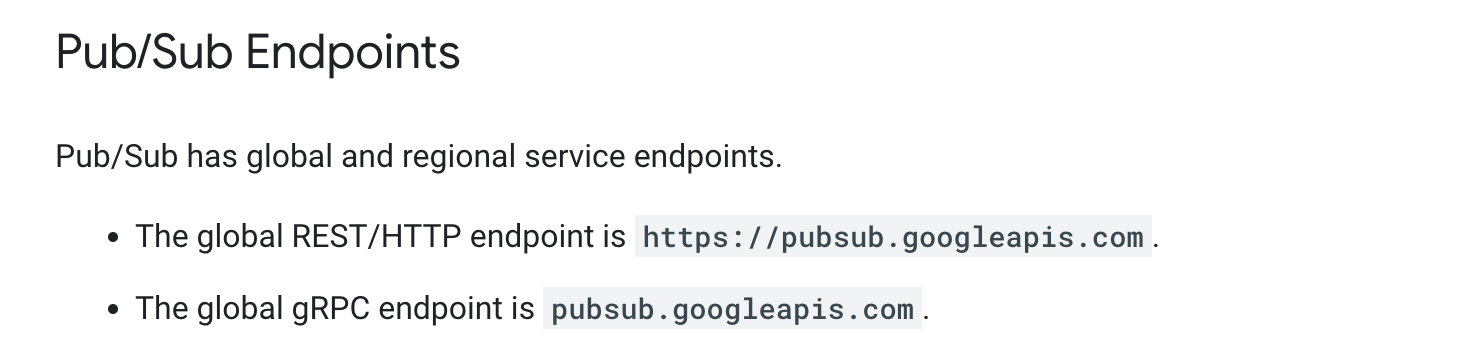 Pub/Sub Endpoints
Pub/Sub has global and regional service endpoints.
• The global REST/HTTP endpoint is https://pubsub.googleapis.com.
• The global gRPC endpoint is pubsub.googleapis.com.